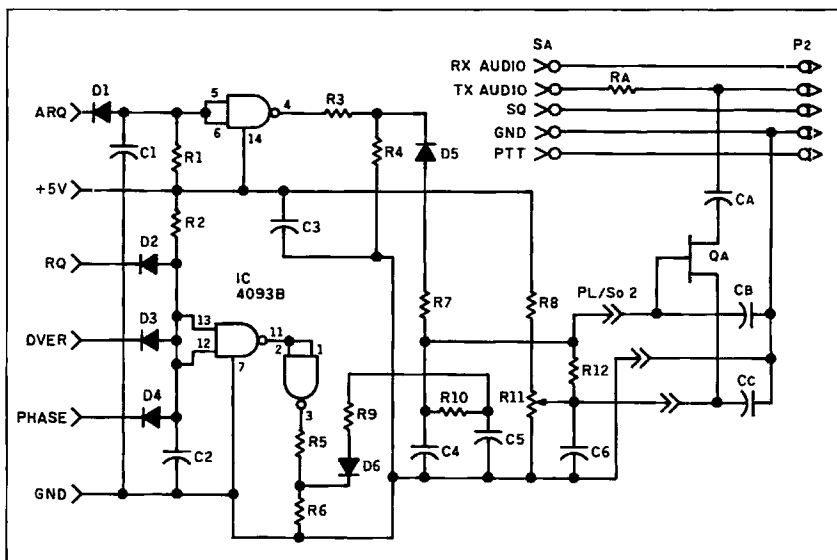 SA P2
RX AUDIO
TX AUDIO RA
SQ
GND
PTT
D1
ARQ
5
6
4
14
R3
C1
R1
R4
D5
+5V
R2
C3
CA
D2
RQ
IC
4093B
QA
R7
R8
PL/So 2
CB
D3
DVER
13
12
11
2
1
7
3
R12
D4
PHASE
R9
R10
R11
CC
C2
R5
D6
C4
C5
C6
GND
R6